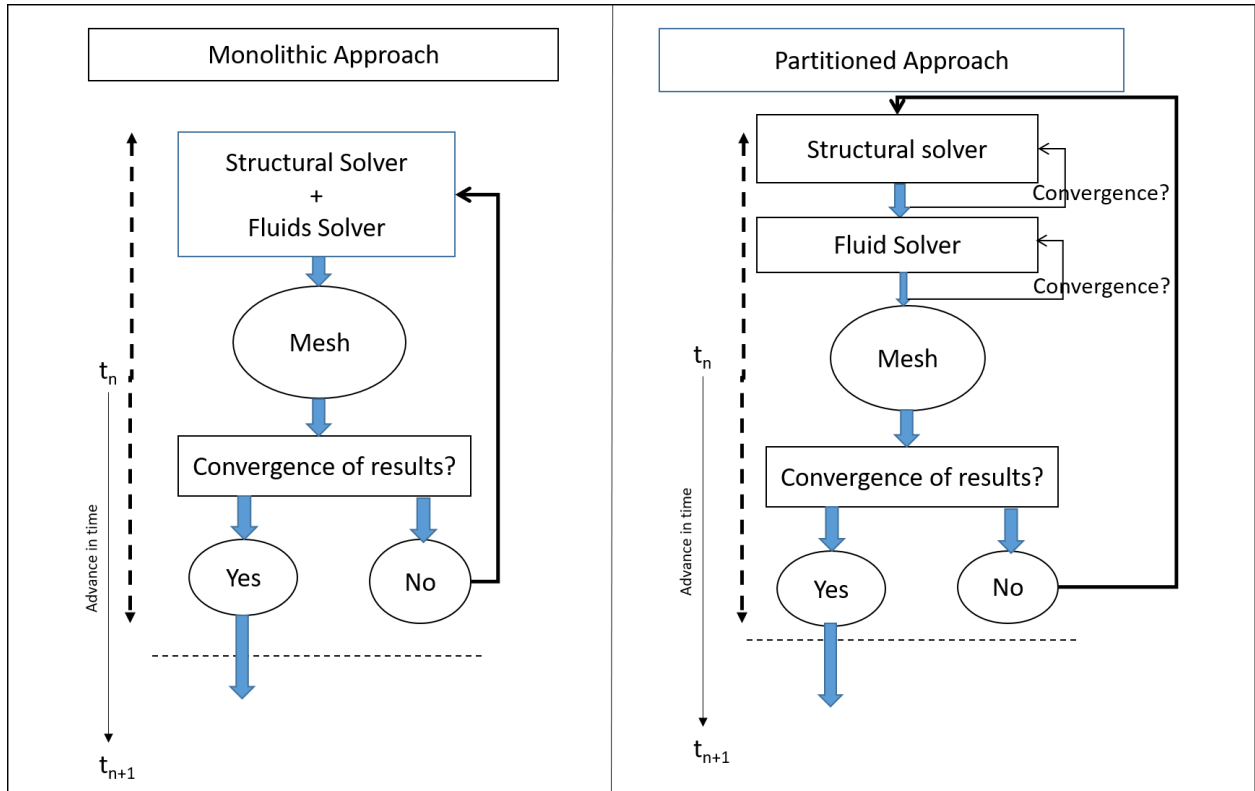 Monolithic Approach
Structural Solver
+
Fluids Solver
Mesh
tn
Convergence of results?
Advance in time
Yes
No
tn+1
Partitioned Approach
Structural solver
Convergence?
Fluid Solver
Convergence?
Mesh
tn
Convergence of results?
Advance in time
Yes
No
tn+1